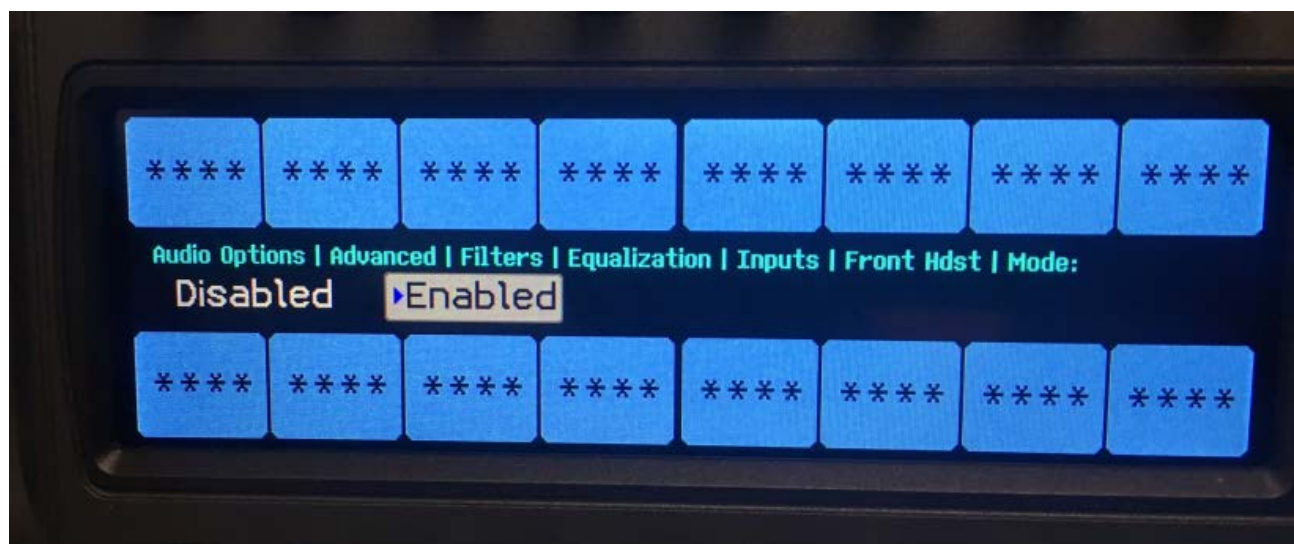 **** **** **** **** **** **** **** ****
Audio Options | Advanced | Filters | Equalization | Inputs | Front Hdst | Mode:
Disabled Enabled
**** **** **** **** **** **** **** ****